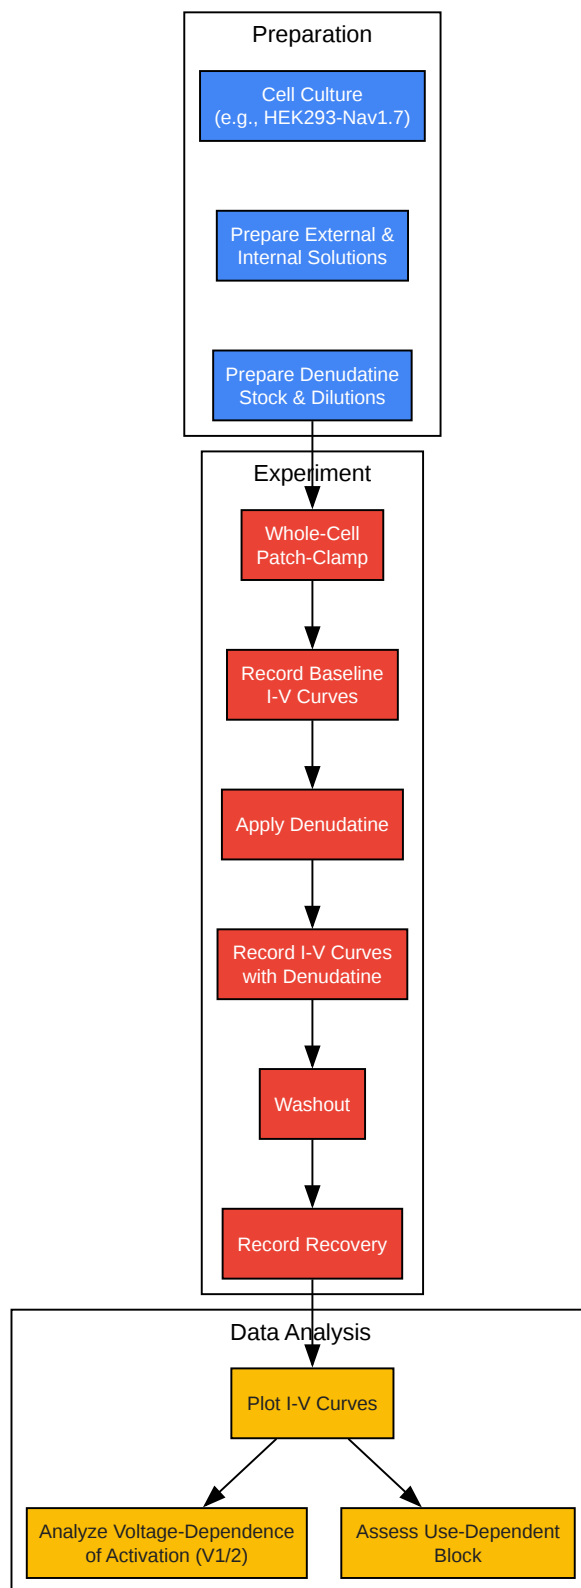 Preparation
Cell Culture
(e.g., HEK293-Nav1.7)
Prepare External &
Internal Solutions
Prepare Denudatine
Stock & Dilutions
Experiment
Whole-Cell
Patch-Clamp
Record Baseline
I-V Curves
Apply Denudatine
Record I-V Curves
with Denudatine
Washout
Record Recovery
Data Analysis
Plot I-V Curves
Analyze Voltage-Dependence
of Activation (V1/2)
Assess Use-Dependent
Block